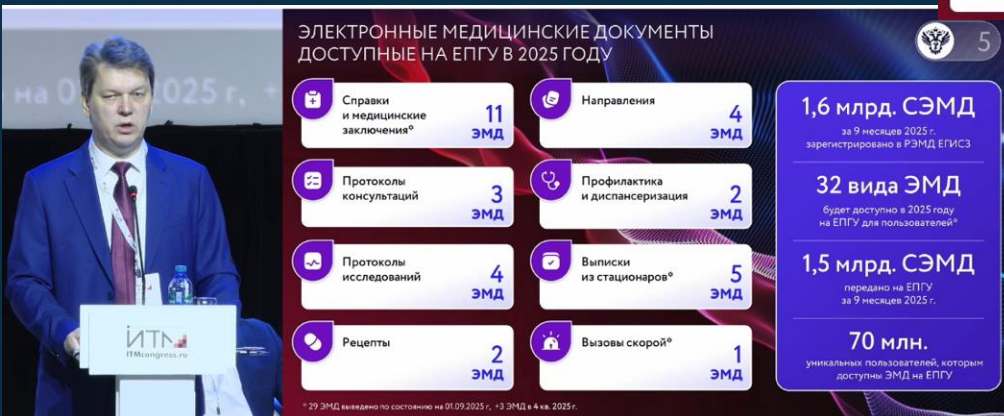 на 0
025 г. +
ИТМ
ITMcongress.ru
ЭЛЕКТРОННЫЕ МЕДИЦИНСКИЕ ДОКУМЕНТЫ
ДОСТУПНЫЕ НА ЕПГУ В 2025 ГОДУ
5
Справки
и медицинские
заключения*
11
ЭМД
Направления
4
ЭМД
Протоколы
консультаций
3
ЭМД
Профилактика
и диспансеризация
2
ЭМД
Протоколы
исследований
4
ЭМД
Выписки
из стационаров*
5
ЭМД
Рецепты
2
ЭМД
Вызовы скорой*
1
ЭМД
1,6 млрд. СЭМД
за 9 месяцев 2025 г.
зарегистрировано в РЭМД ЕГИСЗ
32 вида ЭМД
будет доступно в 2025 году
на ЕПГУ для пользователей*
1,5 млрд. СЭМД
передано на ЕПГУ
за 9 месяцев 2025 г.
70 млн.
уникальных пользователей, которым
доступны ЭМД на ЕПГУ
* 29 ЭМД выведено по состоянию на 01.09.2025 г, +3 ЭМД в 4 кв. 2025 г.